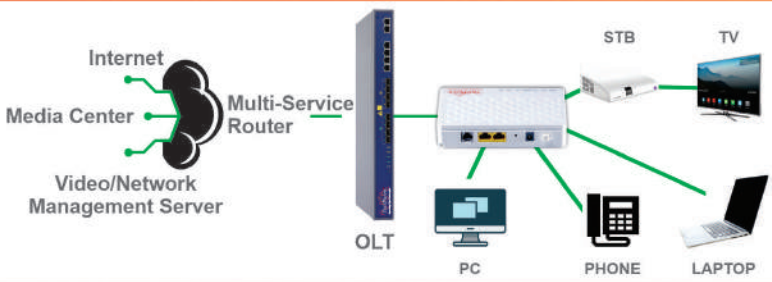 Internet
Media Center
Video/Network
Management Server
Multi-Service
Router
OLT
STB
TV
PC
PHONE
LAPTOP